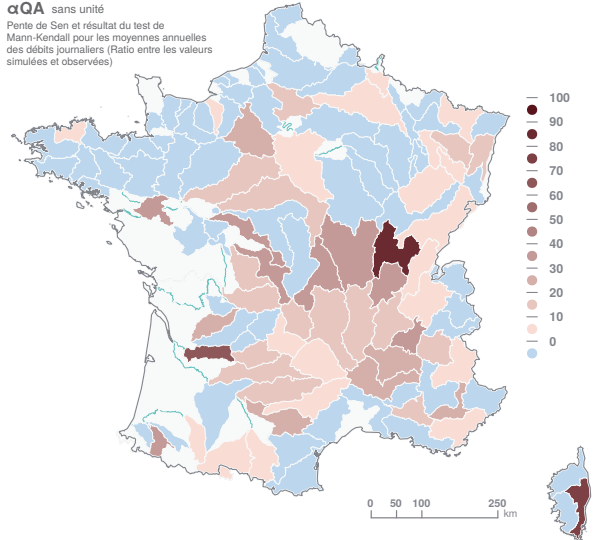 αQA sans unité
Pente de Sen et résultat du test de
Mann-Kendall pour les moyennes annuelles
des débits journaliers (Ratio entre les valeurs
simulées et observées)
100
90
80
70
60
50
40
30
20
10
0
0 50 100 250
km